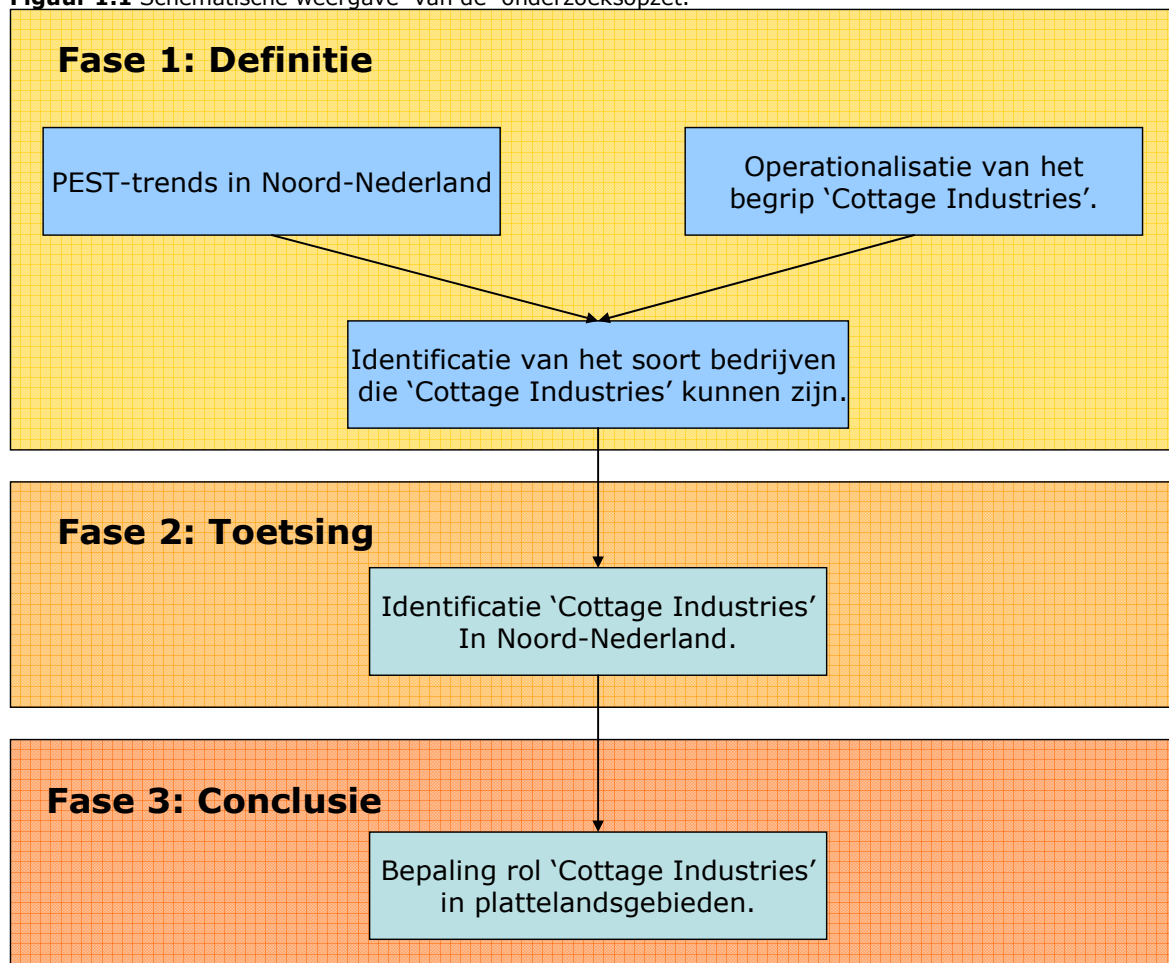 Figuur 1.1 Schematische weergave van de onderzoeksopzet.
Fase 1: Definitie
PEST-trends in Noord-Nederland
Operationalisatie van het
begrip ‘Cottage Industries’.
Identificatie van het soort bedrijven
die ‘Cottage Industries’ kunnen zijn.
Fase 2: Toetsing
Identificatie ‘Cottage Industries’
In Noord-Nederland.
Fase 3: Conclusie
Bepaling rol ‘Cottage Industries’
in plattelandsgebieden.